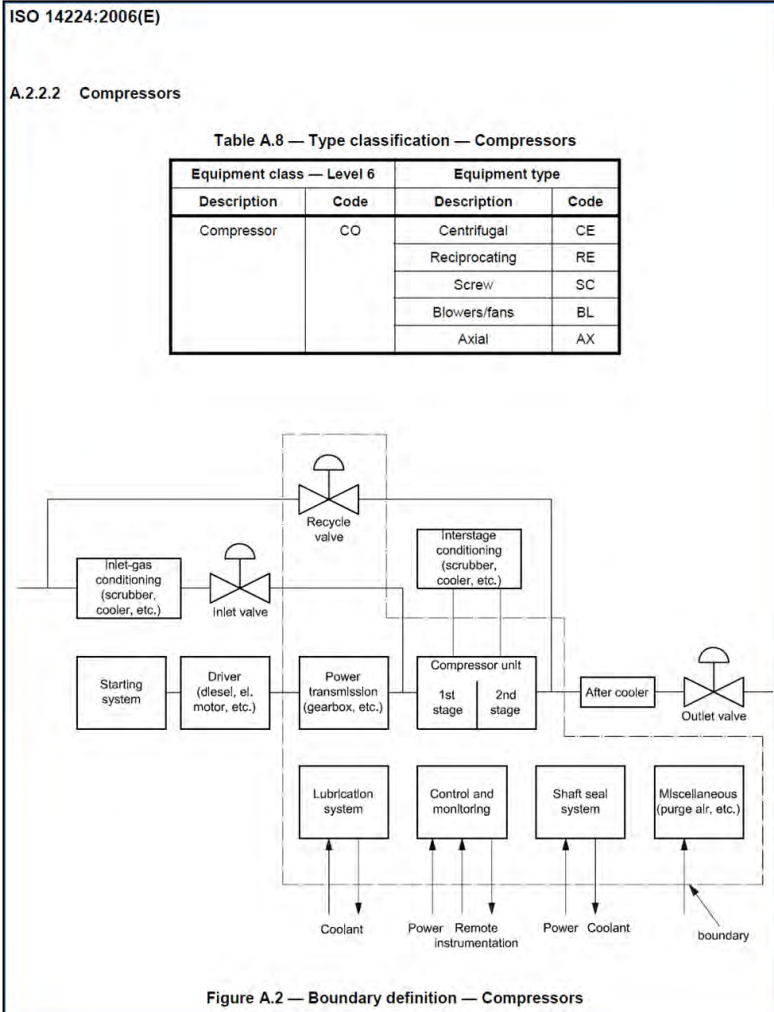 ISO 14224:2006(E)
A.2.2.2 Compressors
Table A.8 — Type classification — Compressors
Equipment class — Level 6 Equipment type
Description Code Description Code
Compressor CO Centrifugal CE
Reciprocating RE
Screw SC
Blowers/fans BL
Axial AX
Recycle
valve
Interstage
conditioning
(scrubber,
cooler, etc.)
Inlet-gas
conditioning
(scrubber,
cooler, etc.)
Inlet valve
Starting
system
Driver
(diesel, el.
motor, etc.)
Power
transmission
(gearbox, etc.)
Compressor unit
1st
stage
2nd
stage
After cooler
Outlet valve
Lubrication
system
Control and
monitoring
Shaft seal
system
Miscellaneous
(purge air, etc.)
Coolant
Power
Remote
instrumentation
Power
Coolant
boundary
Figure A.2 — Boundary definition — Compressors